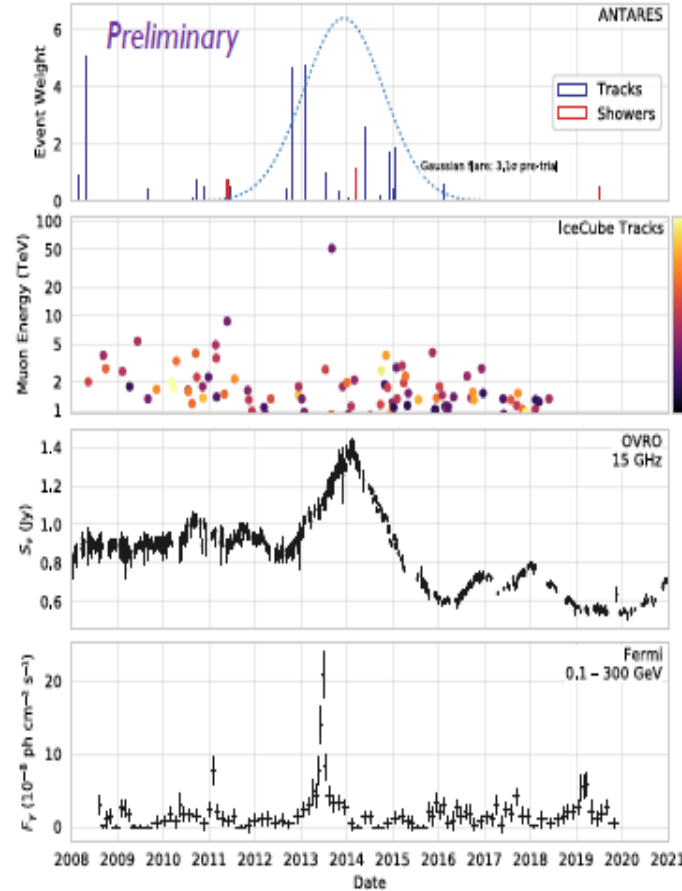 ANTARES
Preliminary
Event Weight
6
4
2
0
Tracks
Showers
Gaussian flare: 3,1σ pre-trial
IceCube Tracks
Muon Energy (TeV)
100
50
20
10
5
2
1
OVRO
15 GHz
Sν (Jy)
1.4
1.2
1.0
0.8
0.6
Fermi
0.1 – 300 GeV
Fγ (10⁻⁸ ph cm⁻² s⁻¹)
20
10
0
2008 2009 2010 2011 2012 2013 2014 2015 2016 2017 2018 2019 2020 2021
Date